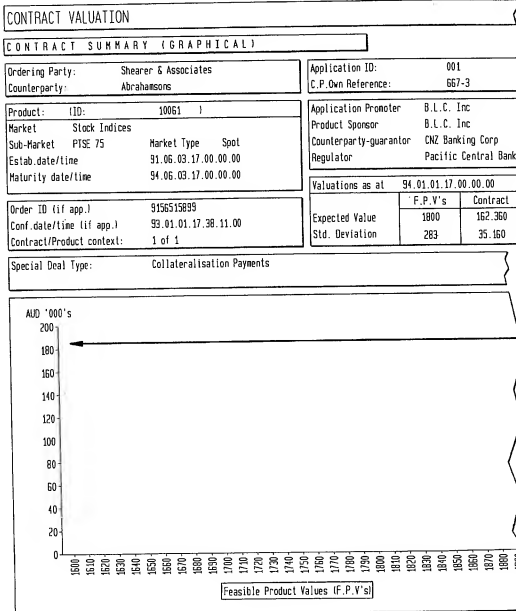 CONTRACT VALUATION
CONTRACT SUMMARY (GRAPHICAL)
Ordering Party: Shearer & Associates
Counterparty: Abrahamsons
Application ID: 001
C.P.Own Reference: 667-3
Product: (ID: 10061 )
Market Stock Indices
Sub-Market PTSE 75 Market Type Spot
Estab.date/time 91.06.03.17.00.00.00
Maturity date/time 94.06.03.17.00.00.00
Application Promoter B.L.C. Inc
Product Sponsor B.L.C. Inc
Counterparty-guarantor CNZ Banking Corp
Regulator Pacific Central Bank
Order ID (if app.) 9156515899
Conf.date/time (if app.) 93.01.01.17.38.11.00
Contract/Product context: 1 of 1
Valuations as at 94.01.01.17.00.00.00
F.P.V's Contract
Expected Value 1800 162.360
Std. Deviation 283 35.160
Special Deal Type: Collateralisation Payments
AUD '000's
200
180
160
140
120
100
80
60
40
20
0
1600 1610 1620 1630 1640 1650 1660 1670 1680 1690 1700 1710 1720 1730 1740 1750 1760 1770 1780 1790 1800 1810 1820 1830 1840 1850 1860 1870 1880
Feasible Product Values (F.P.V's)